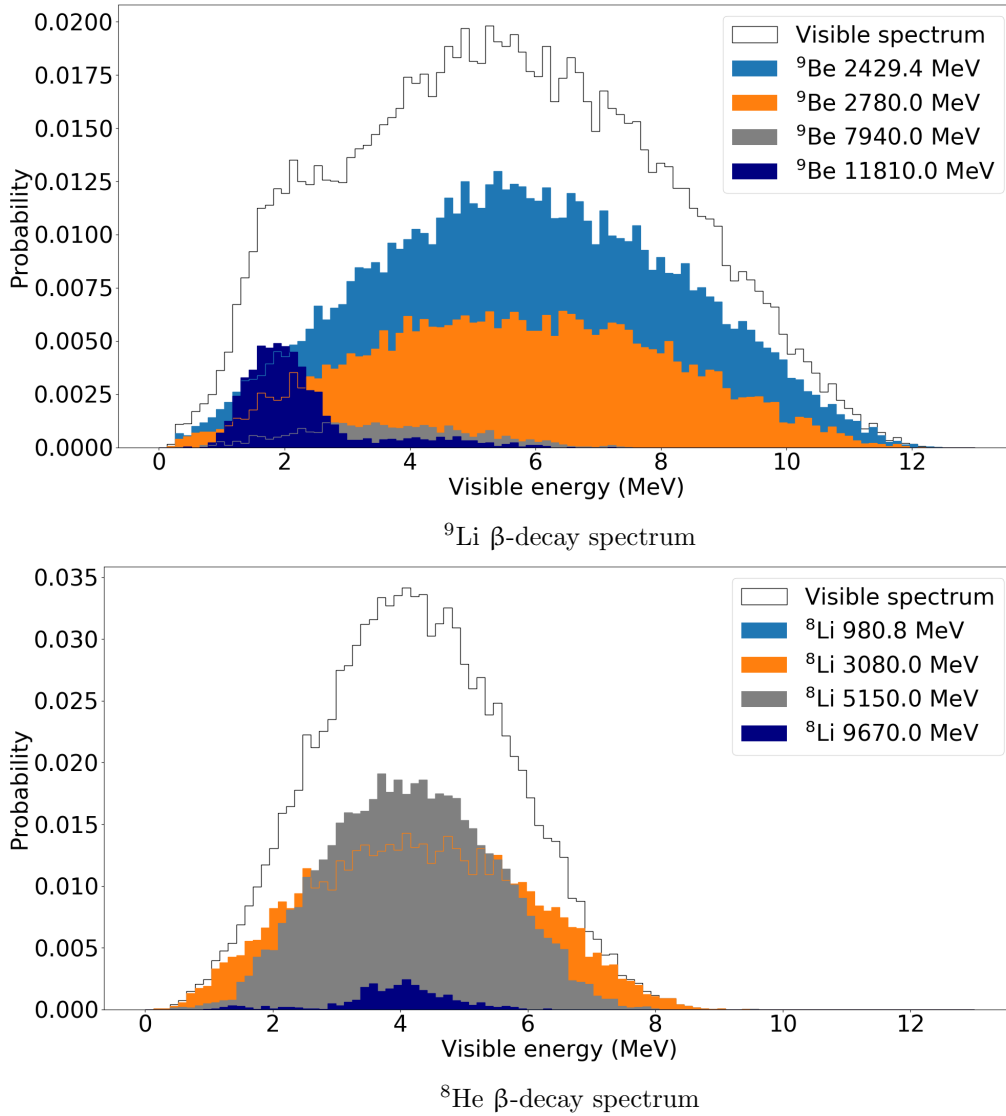 0.0200
0.0175
0.0150
0.0125
0.0100
0.0075
0.0050
0.0025
0.0000
Probability
Visible spectrum
⁹Be 2429.4 MeV
⁹Be 2780.0 MeV
⁹Be 7940.0 MeV
⁹Be 11810.0 MeV
0 2 4 6 8 10 12
Visible energy (MeV)
⁹Li β-decay spectrum
0.035
0.030
0.025
0.020
0.015
0.010
0.005
0.000
Probability
Visible spectrum
⁸Li 980.8 MeV
⁸Li 3080.0 MeV
⁸Li 5150.0 MeV
⁸Li 9670.0 MeV
0 2 4 6 8 10 12
Visible energy (MeV)
⁸He β-decay spectrum